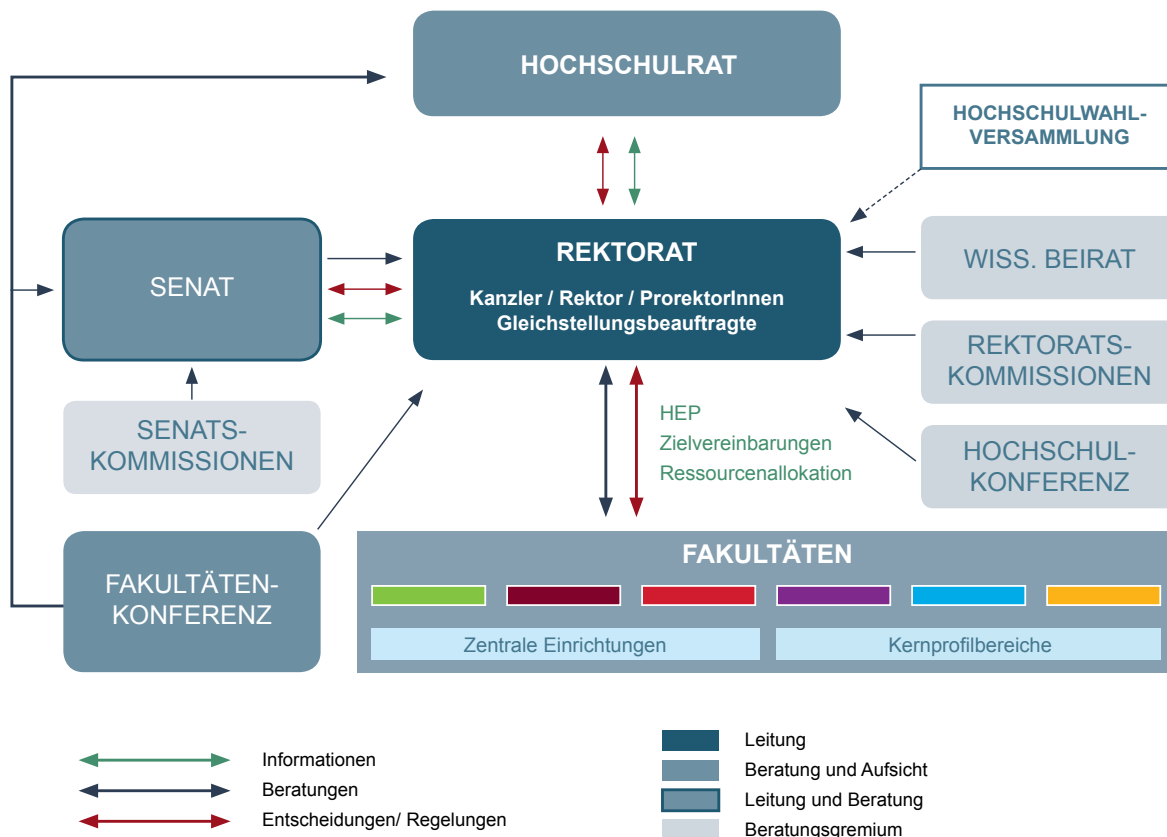 HOCHSCHULRAT
HOCHSCHULWAHL-
VERSAMMLUNG
SENAT
REKTORAT
Kanzler / Rektor / ProrektorInnen
Gleichstellungsbeauftragte
WISS. BEIRAT
REKTORATS-
KOMMISSIONEN
SENATS-
KOMMISSIONEN
HEP
Zielvereinbarungen
Ressourcenallokation
HOCHSCHUL-
KONFERENZ
FAKULTÄTEN-
KONFERENZ
FAKULTÄTEN
Zentrale Einrichtungen
Kernprofilbereiche
Informationen
Beratungen
Entscheidungen/ Regelungen
Leitung
Beratung und Aufsicht
Leitung und Beratung
Beratungsgremium